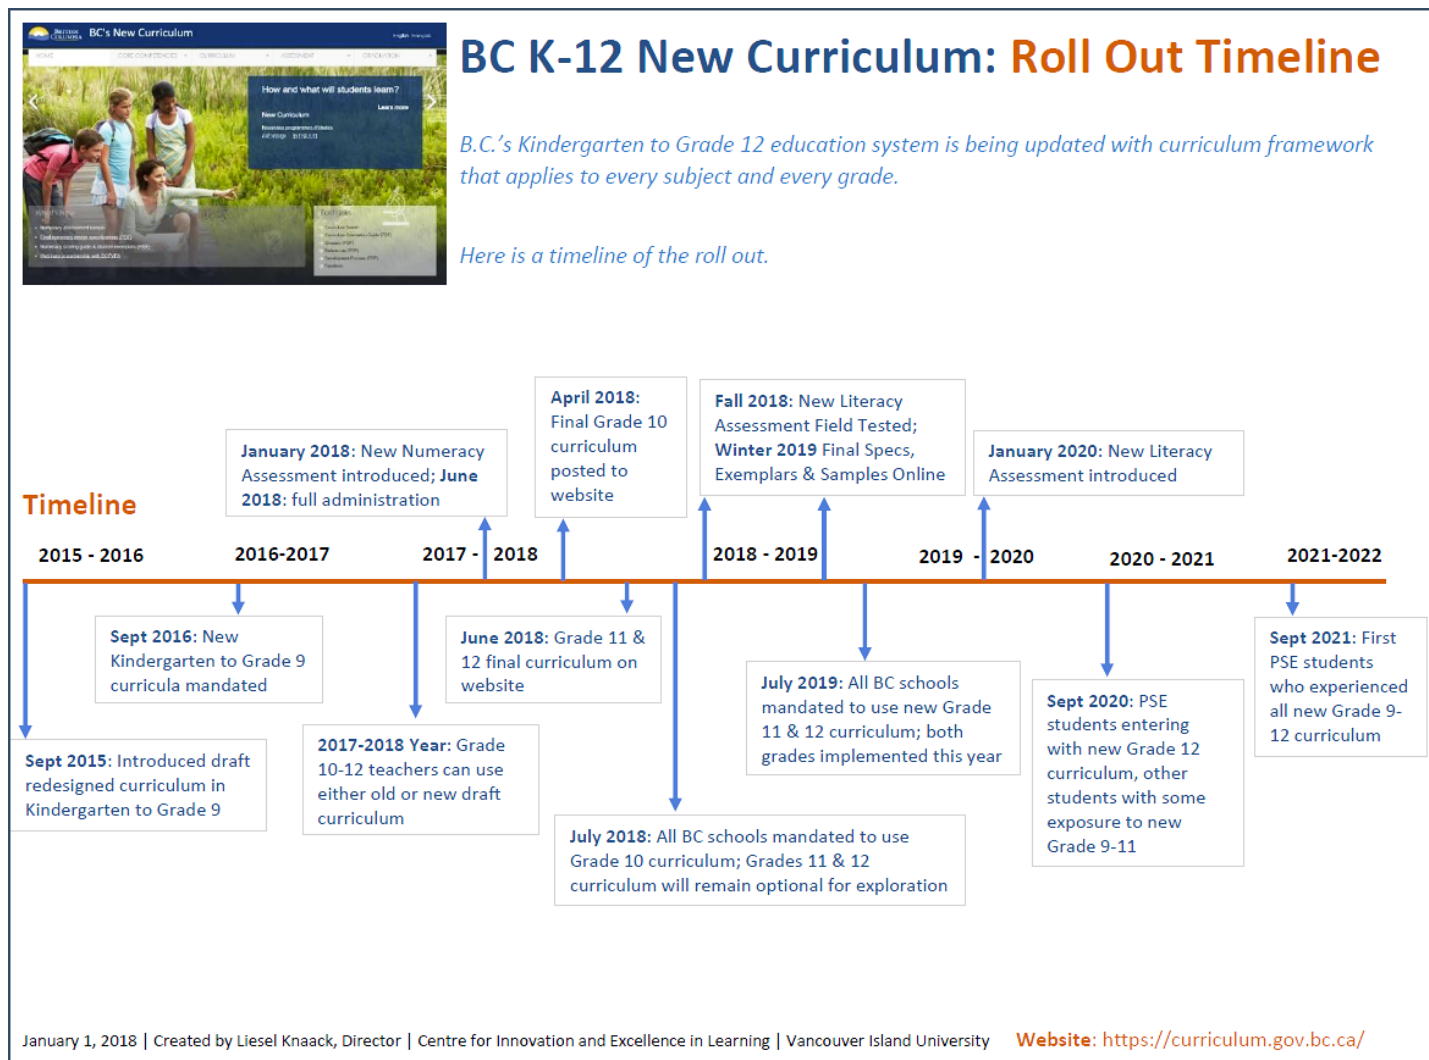 BRITISH
COLUMBIA
BC's New Curriculum
English
HOME
CORE COMPETENCIES
CURRICULUM
ASSESSMENT
GRADUATION
How and what will students learn?
Learn more
New Curriculum
BC K-12 New Curriculum: Roll Out Timeline
B.C.'s Kindergarten to Grade 12 education system is being updated with curriculum framework
that applies to every subject and every grade.
Here is a timeline of the roll out.
Timeline
January 2018: New Numeracy
Assessment introduced; June
2018: full administration
April 2018:
Final Grade 10
curriculum
posted to
website
Fall 2018: New Literacy
Assessment Field Tested;
Winter 2019 Final Specs,
Exemplars & Samples Online
January 2020: New Literacy
Assessment introduced
2015 - 2016
2016-2017
2017 - 2018
2018 - 2019
2019 - 2020
2020 - 2021
2021-2022
Sept 2015: Introduced draft
redesigned curriculum in
Kindergarten to Grade 9
Sept 2016: New
Kindergarten to Grade 9
curricula mandated
2017-2018 Year: Grade
10-12 teachers can use
either old or new draft
curriculum
June 2018: Grade 11 &
12 final curriculum on
website
July 2018: All BC schools mandated to use
Grade 10 curriculum; Grades 11 & 12
curriculum will remain optional for exploration
July 2019: All BC schools
mandated to use new Grade
11 & 12 curriculum; both
grades implemented this year
Sept 2020: PSE
students entering
with new Grade 12
curriculum, other
students with some
exposure to new
Grade 9-11
Sept 2021: First
PSE students
who experienced
all new Grade 9-
12 curriculum
January 1, 2018 | Created by Liesel Knaack, Director | Centre for Innovation and Excellence in Learning | Vancouver Island University
Website: https://curriculum.gov.bc.ca/